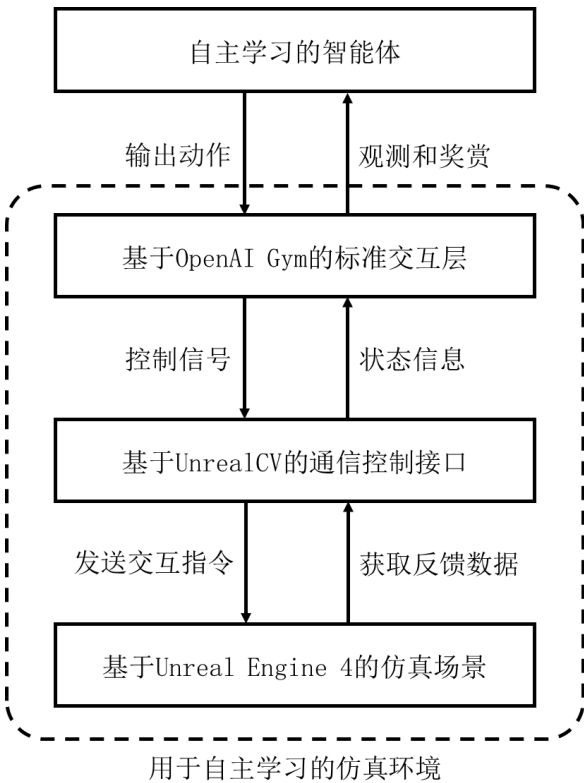 自主学习的智能体
输出动作
观测和奖赏
基于OpenAI Gym的标准交互层
控制信号
状态信息
基于UnrealCV的通信控制接口
发送交互指令
获取反馈数据
基于Unreal Engine 4的仿真场景
用于自主学习的仿真环境